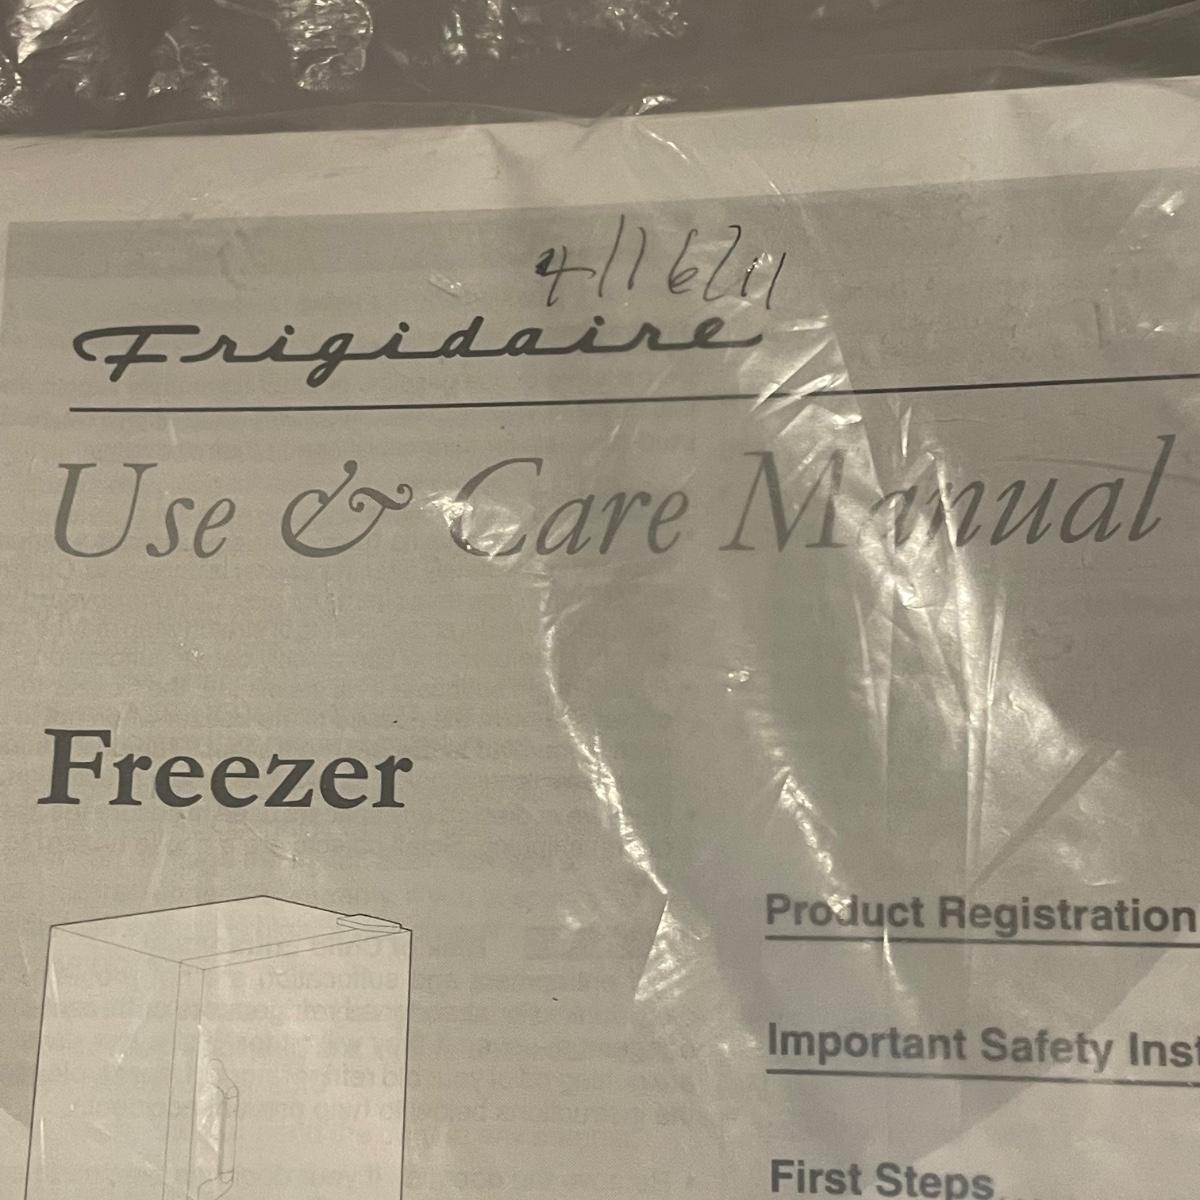 4/16/11
Frigidaire
Use & Care Manual
Freezer
Product Registration
Important Safety Inst
First Steps